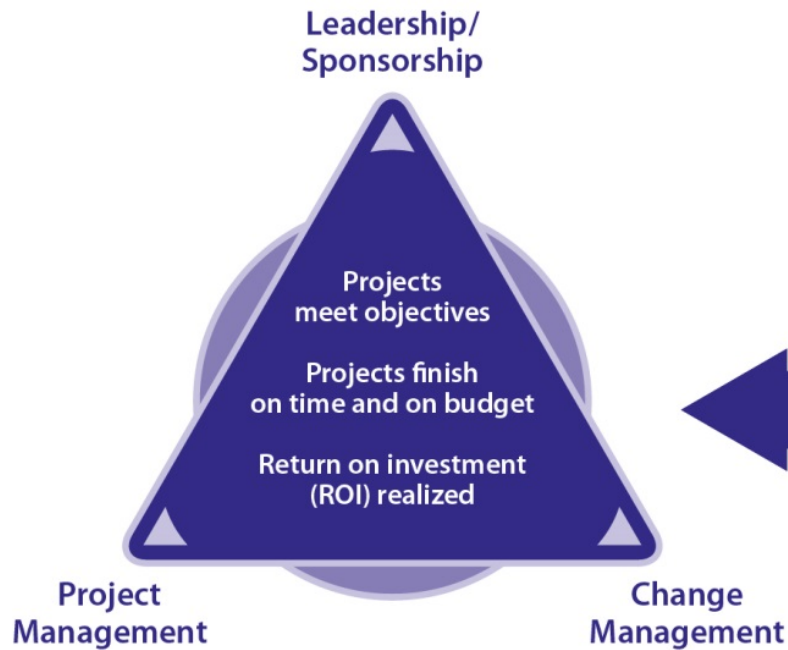 Leadership/
Sponsorship
Projects
meet objectives
Projects finish
on time and on budget
Return on investment
(ROI) realized
Project
Management
Change
Management